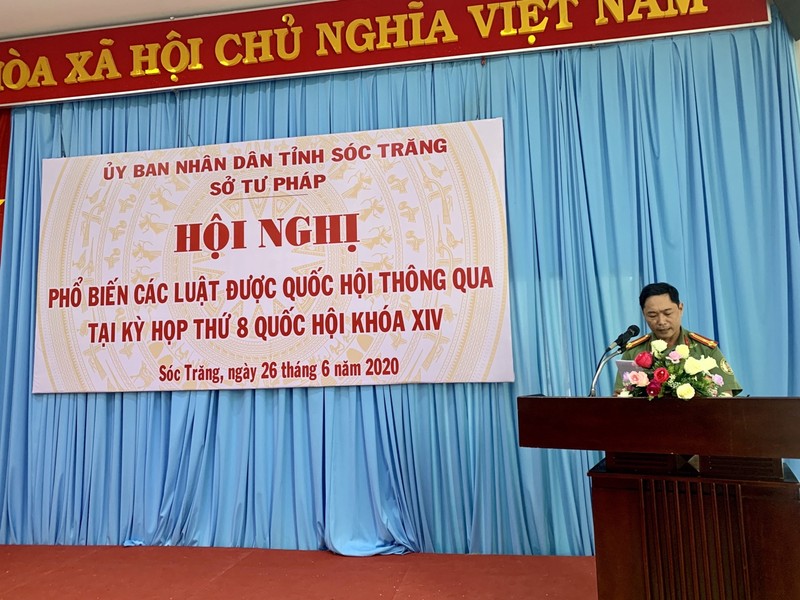 HÒA XÃ HỘI CHỦ NGHĨA VIỆT NAM
ỦY BAN NHÂN DÂN TỈNH SÓC TRĂNG
SỞ TƯ PHÁP
HỘI NGHỊ
PHỔ BIẾN CÁC LUẬT ĐƯỢC QUỐC HỘI THÔNG QUA
TẠI KỲ HỌP THỨ 8 QUỐC HỘI KHÓA XIV
Sóc Trăng, ngày 26 tháng 6 năm 2020